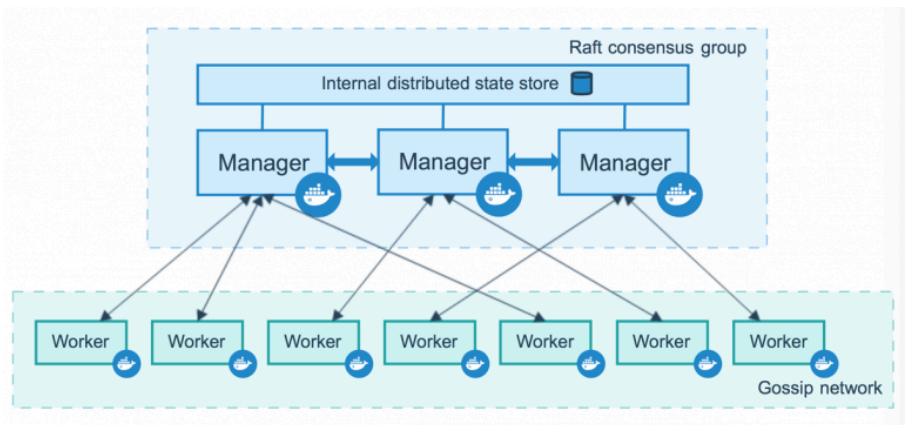 Raft consensus group
Internal distributed state store
Manager
Manager
Manager
Worker
Worker
Worker
Worker
Worker
Worker
Worker
Gossip network